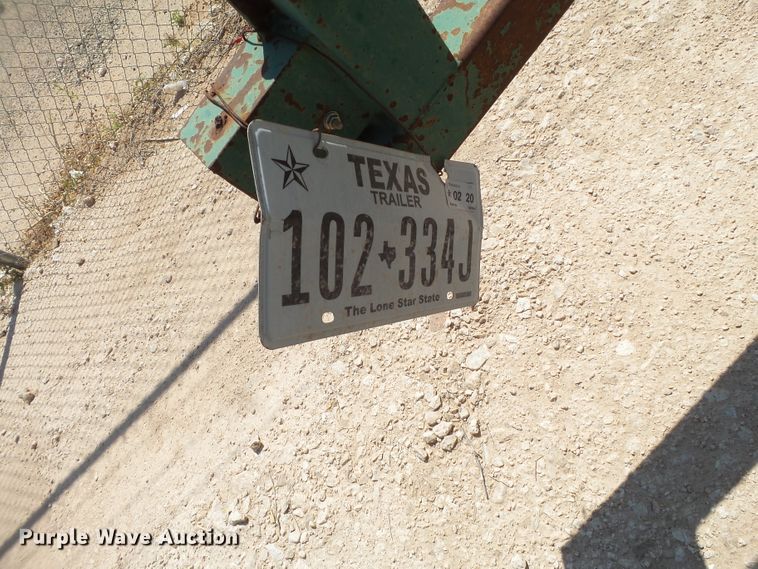 TEXAS
TRAILER
02 20
102 334J
The Lone Star State
Purple Wave Auction